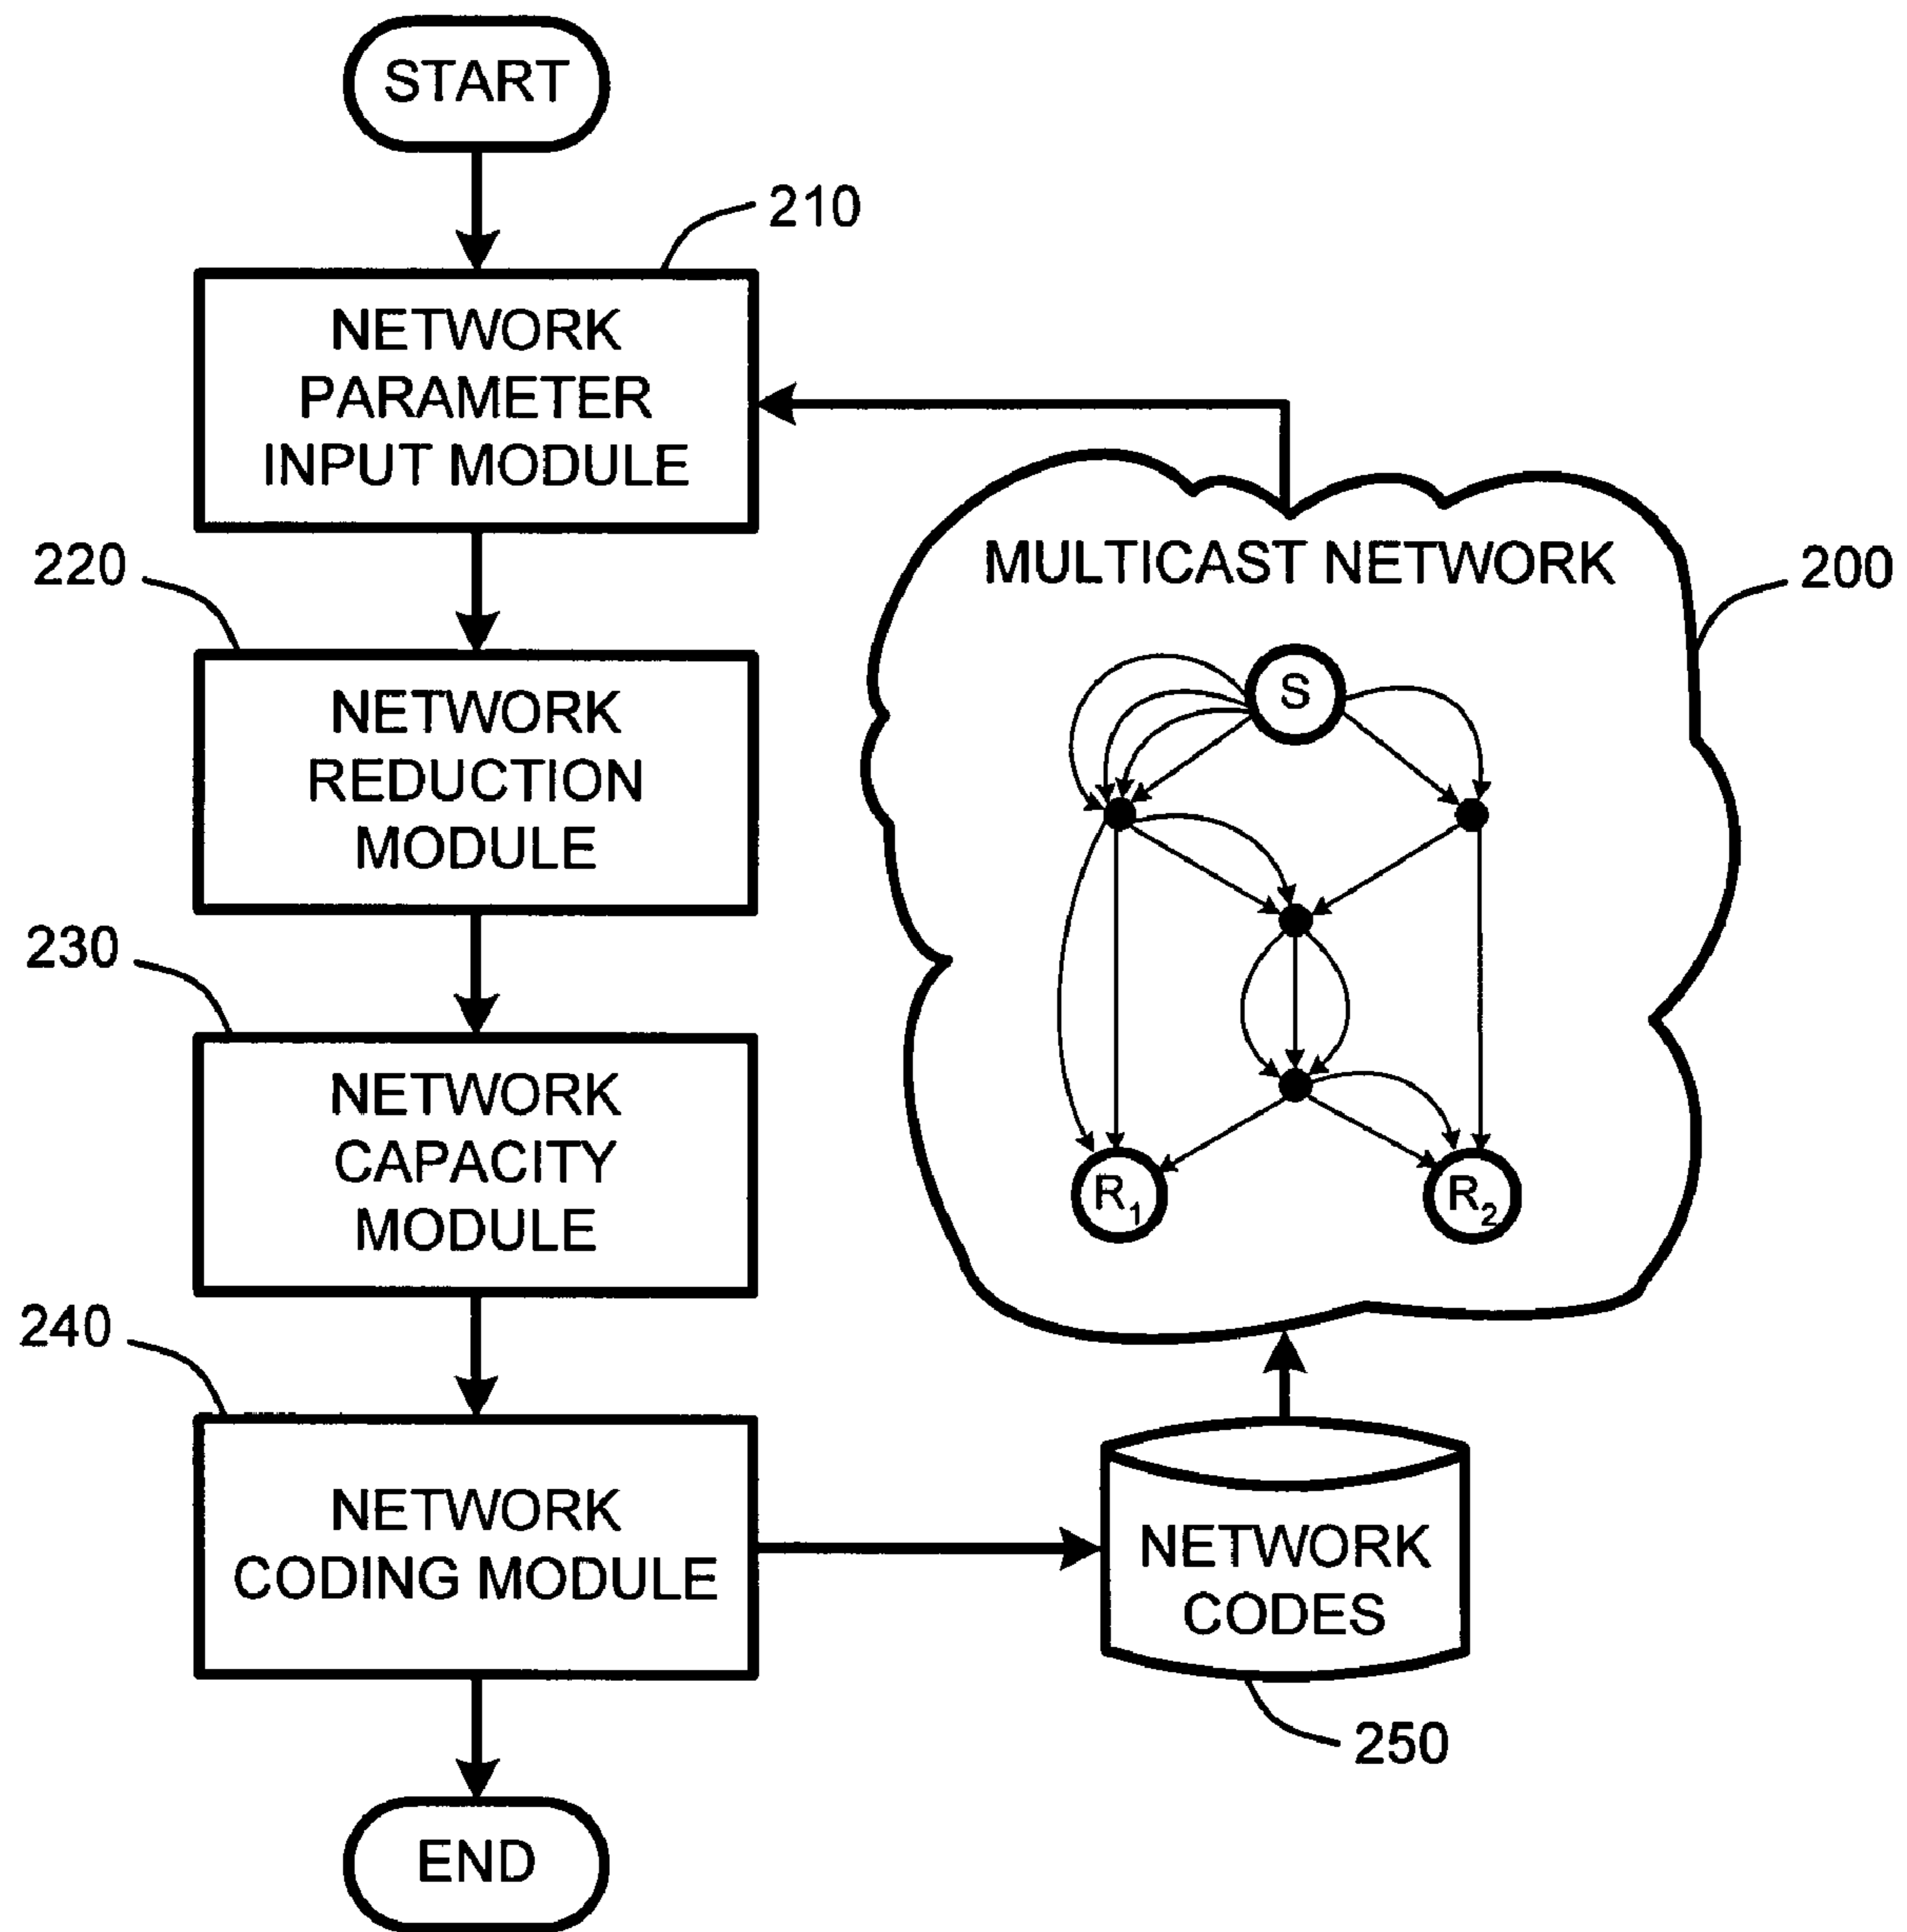 START
210
NETWORK
PARAMETER
INPUT MODULE
220
NETWORK
REDUCTION
MODULE
230
NETWORK
CAPACITY
MODULE
240
NETWORK
CODING MODULE
END
MULTICAST NETWORK
200
S
R1
R2
NETWORK
CODES
250